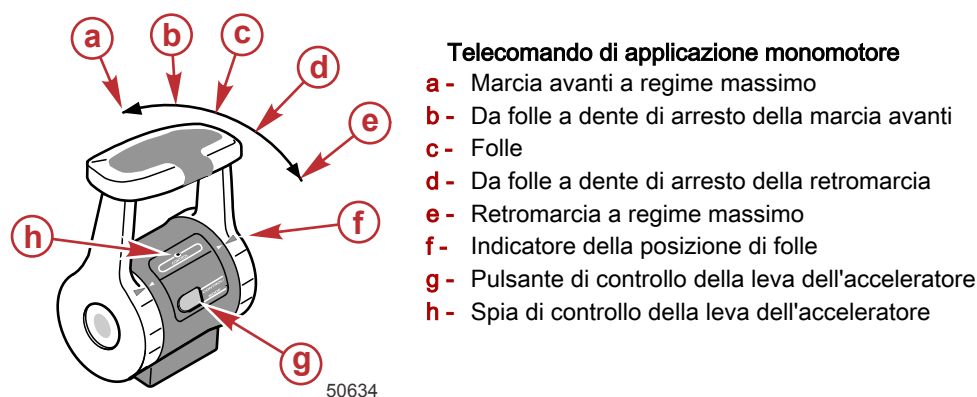 a
b
c
d
e
f
g
h
50634
Telecomando di applicazione monomotore
a - Marcia avanti a regime massimo
b - Da folle a dente di arresto della marcia avanti
c - Folle
d - Da folle a dente di arresto della retromarcia
e - Retromarcia a regime massimo
f - Indicatore della posizione di folle
g - Pulsante di controllo della leva dell'acceleratore
h - Spia di controllo della leva dell'acceleratore